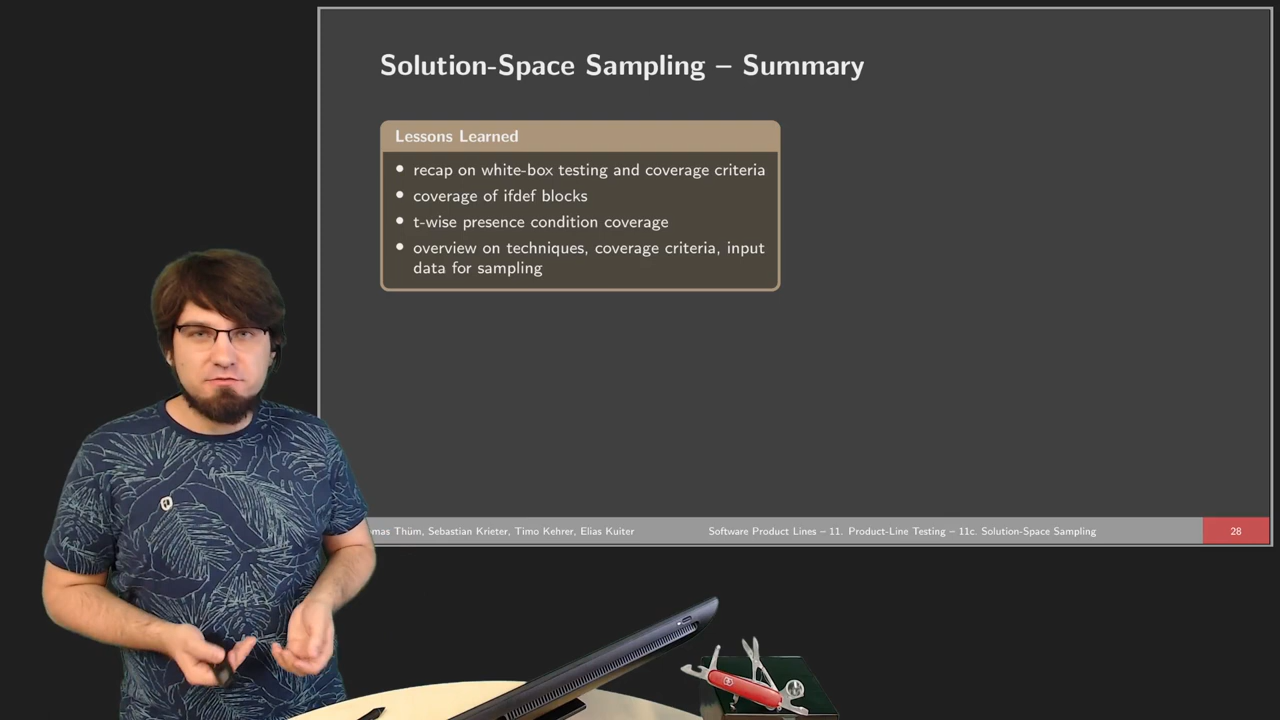 Solution-Space Sampling – Summary
Lessons Learned
• recap on white-box testing and coverage criteria
• coverage of ifdef blocks
• t-wise presence condition coverage
• overview on techniques, coverage criteria, input
data for sampling
mas Thüm, Sebastian Krieter, Timo Kehrer, Elias Kuiter
Software Product Lines – 11. Product-Line Testing – 11c. Solution-Space Sampling
28